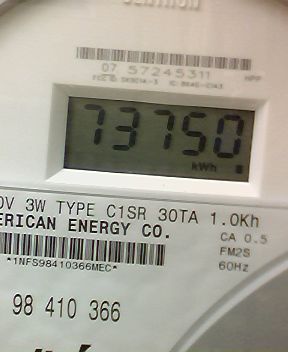 07 57245311
73750
kWh
0V 3W TYPE C1SR 30TA 1.0Kh
ERICAN ENERGY CO.
CA 0.5
FM2S
60Hz
*1NFS98410366MEC*
98 410 366